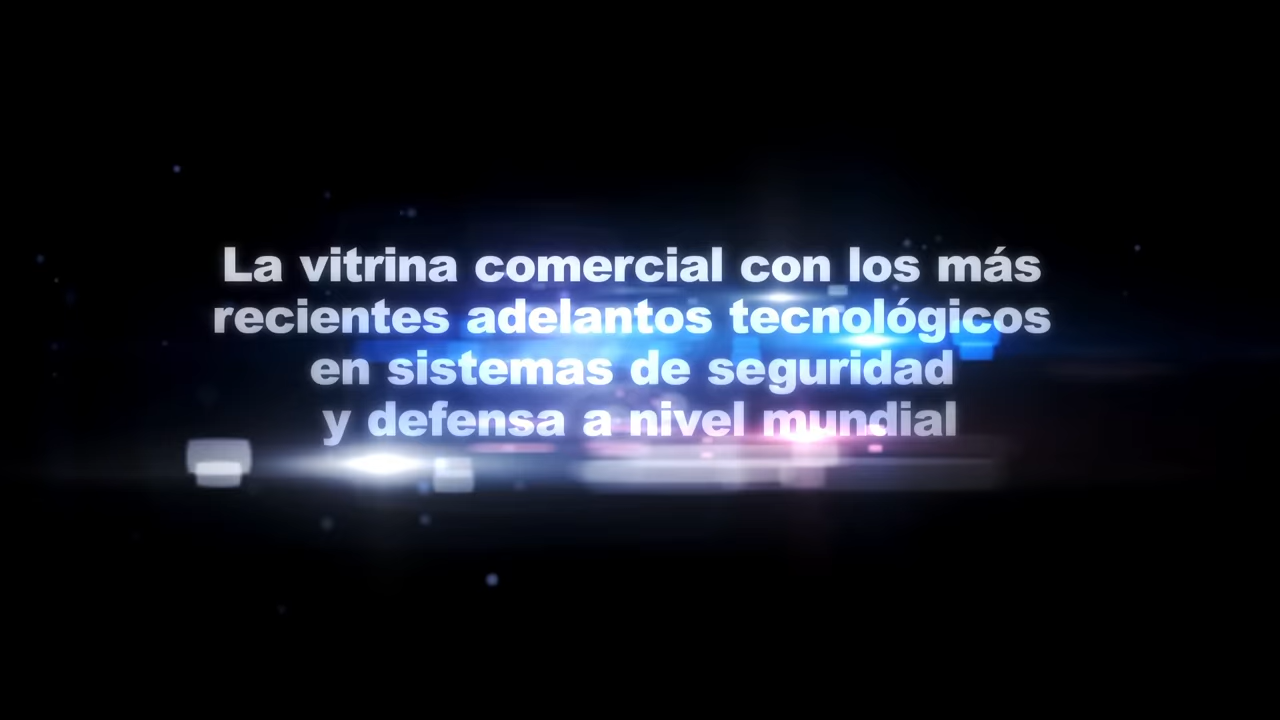 La vitrina comercial con los más
recientes adelantos tecnológicos
en sistemas de seguridad
y defensa a nivel mundial